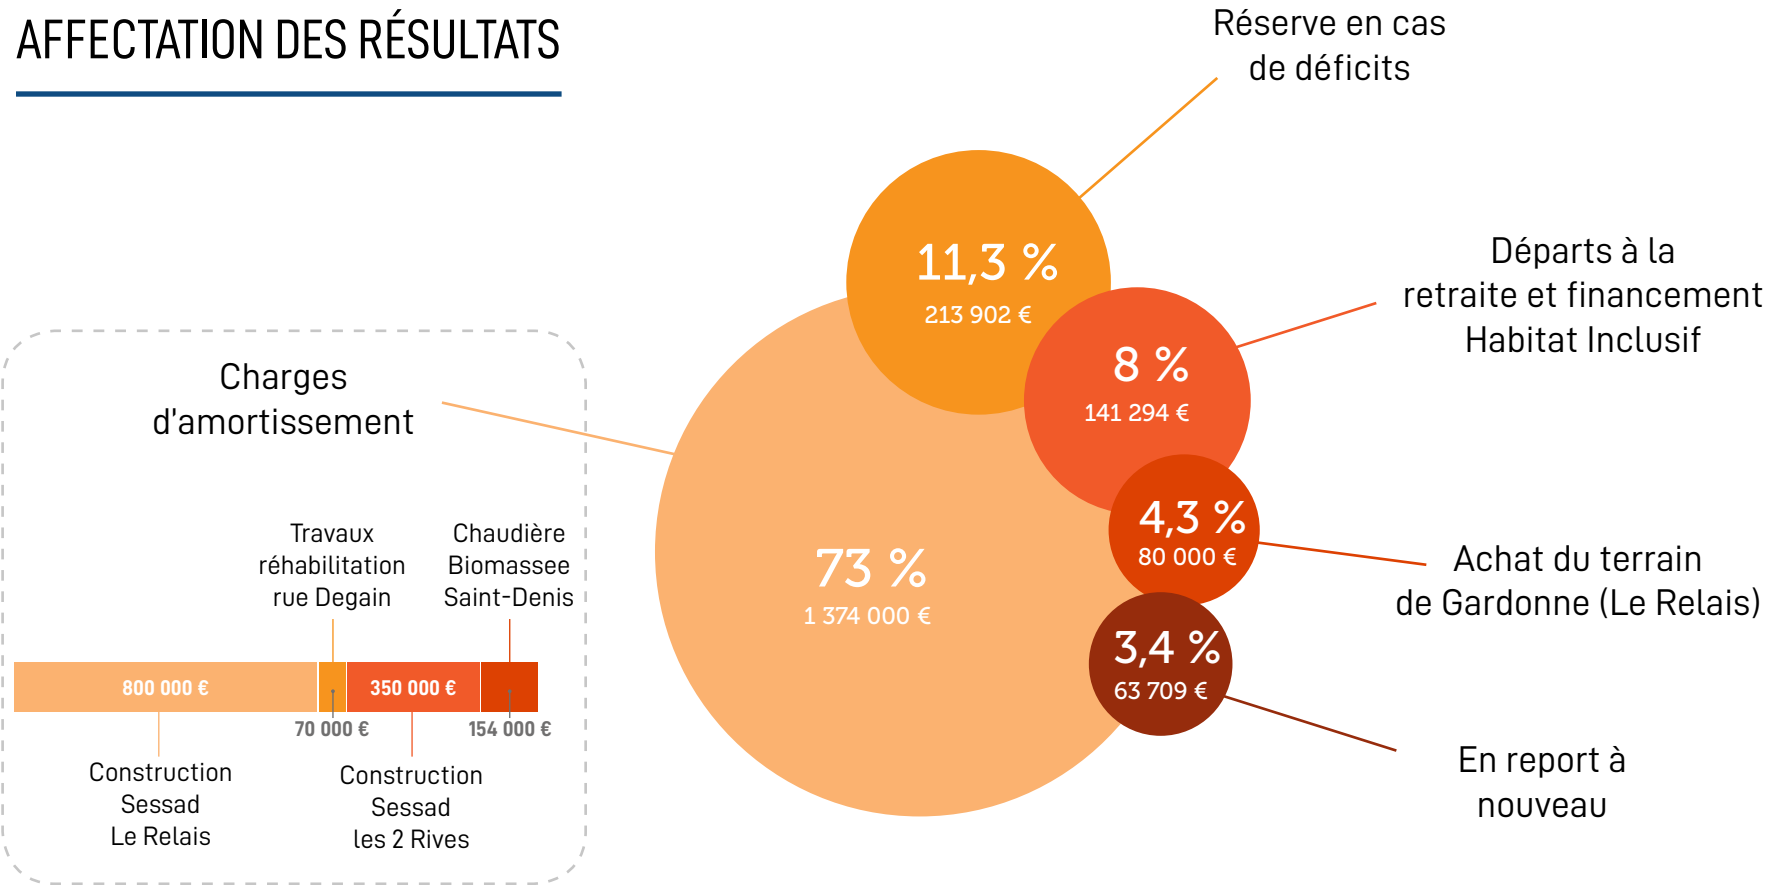 AFFECTATION DES RÉSULTATS
Réserve en cas
de déficits
11,3 %
213 902 €
Départs à la
retraite et financement
Habitat Inclusif
8 %
141 294 €
Charges
d'amortissement
73 %
1 374 000 €
4,3 %
80 000 €
Achat du terrain
de Gardonne (Le Relais)
3,4 %
63 709 €
En report à
nouveau
Travaux
réhabilitation
rue Degain
Chaudière
Biomassee
Saint-Denis
800 000 €
350 000 €
70 000 €
154 000 €
Construction
Sessad
Le Relais
Construction
Sessad
les 2 Rives